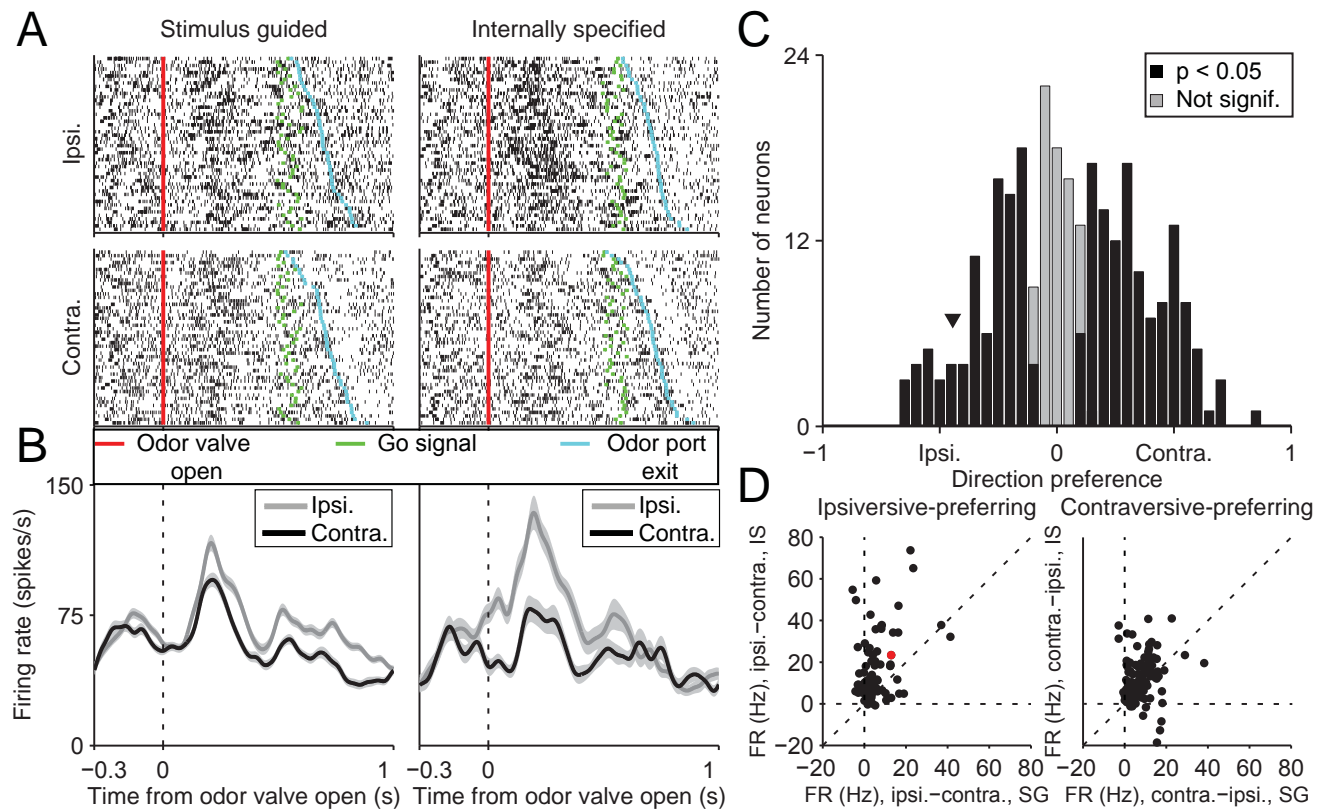 A
Stimulus guided
Internally specified
Ipsi.
Contra.
Odor valve open
Go signal
Odor port exit
B
150
75
0
Firing rate (spikes/s)
Ipsi.
Contra.
Ipsi.
Contra.
−0.3 0 1
−0.3 0 1
Time from odor valve open (s)
Time from odor valve open (s)
C
24
12
0
Number of neurons
p < 0.05
Not signif.
−1 Ipsi. 0 Contra. 1
Direction preference
D
Ipsiversive-preferring
Contraversive-preferring
80
60
40
20
0
−20
FR (Hz), ipsi.−contra., IS
−20 0 20 40 60 80
FR (Hz), ipsi.−contra., SG
FR (Hz), contra.−ipsi., IS
−20 0 20 40 60 80
FR (Hz), contra.−ipsi., SG